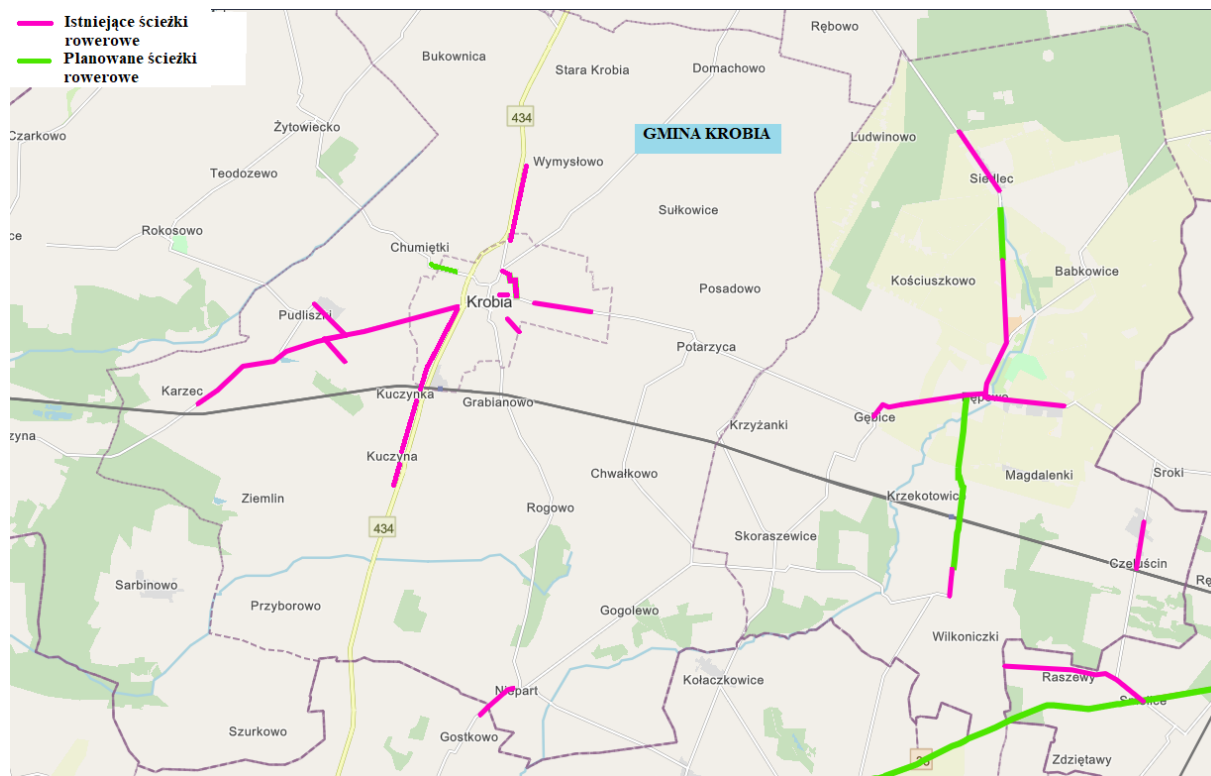 Istniejące ścieżki
rowerowe
Planowane ścieżki
rowerowe
Rębowo
Bukownica
Stara Krobia
Domachowo
434
GMINA KROBIA
Czarkowo
Żytowiecko
Ludwinowo
Wymysłowo
Teodozewo
Siedlec
Sułkowice
Rokosowo
Chumiętki
Babkowice
Kościuszkowo
Posadowo
Krobia
Pudliszki
Potarzyca
Karzec
Kuczynka
Grabianowo
Gębice
Krzyżanki
Kuczyna
Chwałkowo
Magdalenki
Sroki
Ziemlin
Krzekotowice
Rogowo
434
Skoraszewice
Czeluścin
Sarbinowo
Przyborowo
Gogolewo
Wilkoniczki
Raszewy
Kołaczkowice
Niepart
Szurkowo
Gostkowo
Zdziętawy